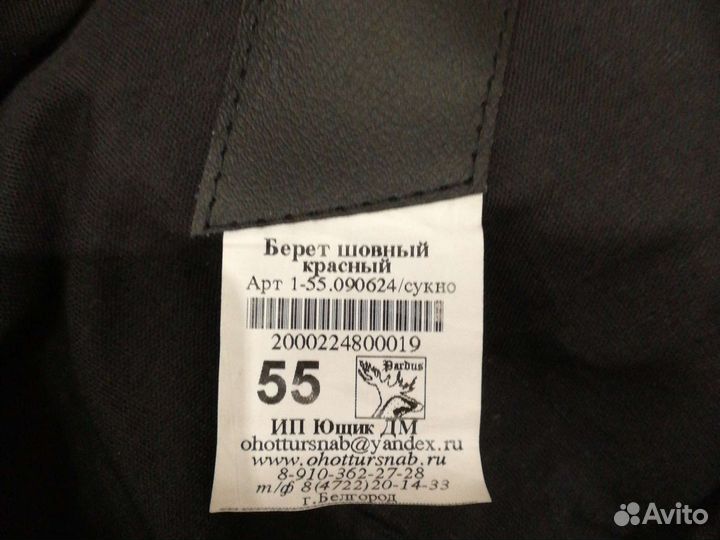 Берет шовный
красный
Арт 1-55.090624/сукно
2000224800019
55
Pardus
ИП Ющик ДМ
ohottursnab@yandex.ru
www.ohottursnab.ru
8-910-362-27-28
т/ф 8(4722)20-14-33
г.Белгород
Avito